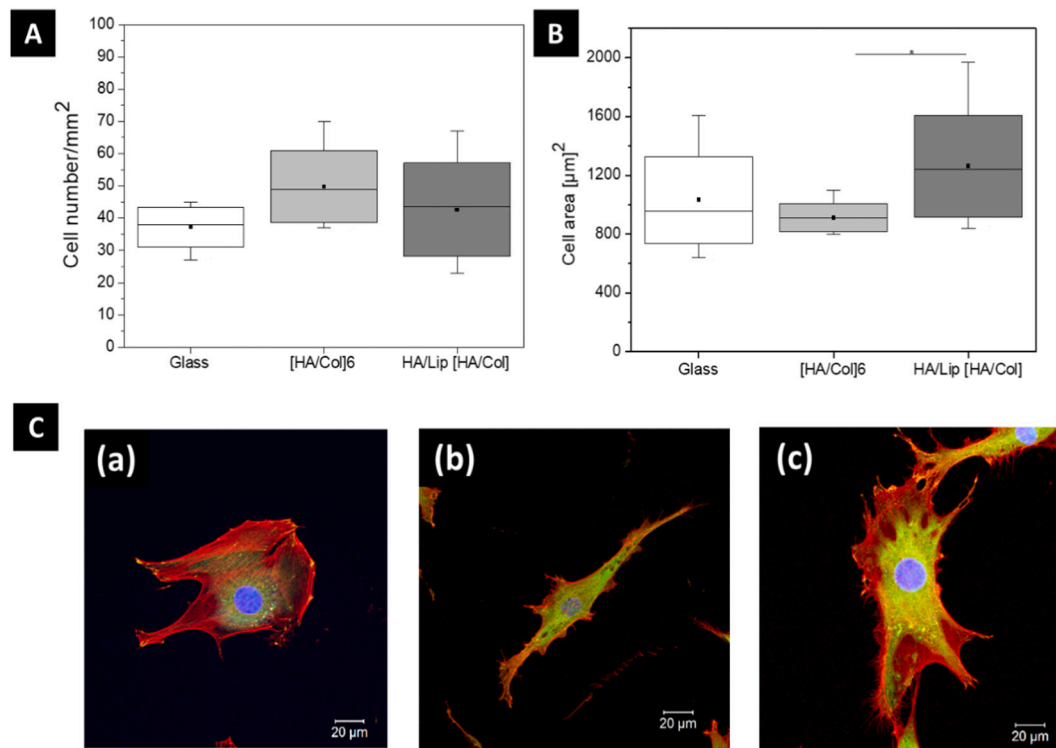 A
Cell number/mm²
100
90
80
70
60
50
40
30
20
10
0
Glass
[HA/Col]6
HA/Lip [HA/Col]
B
Cell area [µm]²
2000
1600
1200
800
400
0
*
Glass
[HA/Col]6
HA/Lip [HA/Col]
C
(a)
20 µm
(b)
20 µm
(c)
20 µm